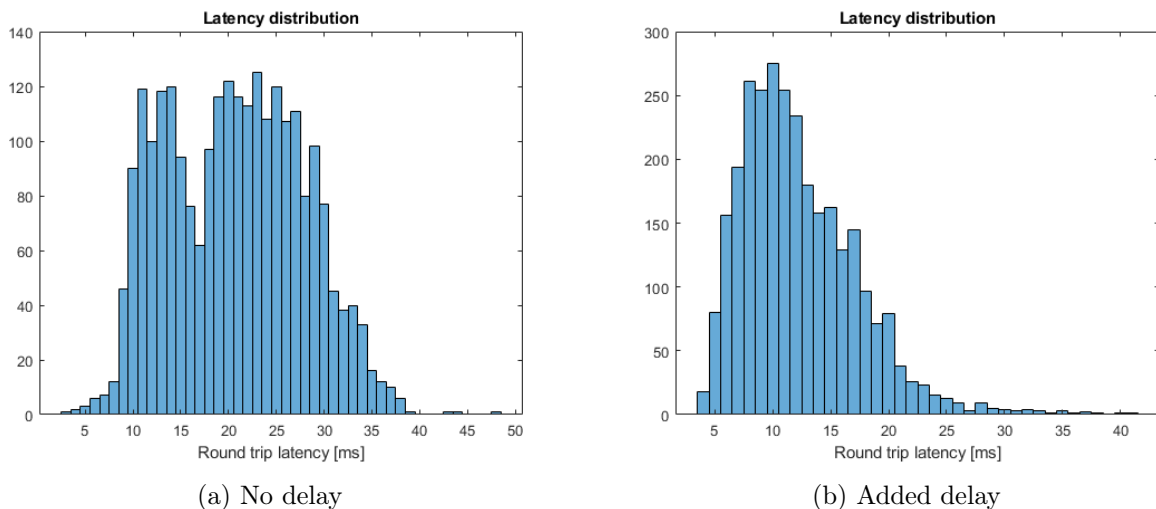 Latency distribution
140
120
100
80
60
40
20
0
5 10 15 20 25 30 35 40 45 50
Round trip latency [ms]
(a) No delay
Latency distribution
300
250
200
150
100
50
0
5 10 15 20 25 30 35 40
Round trip latency [ms]
(b) Added delay